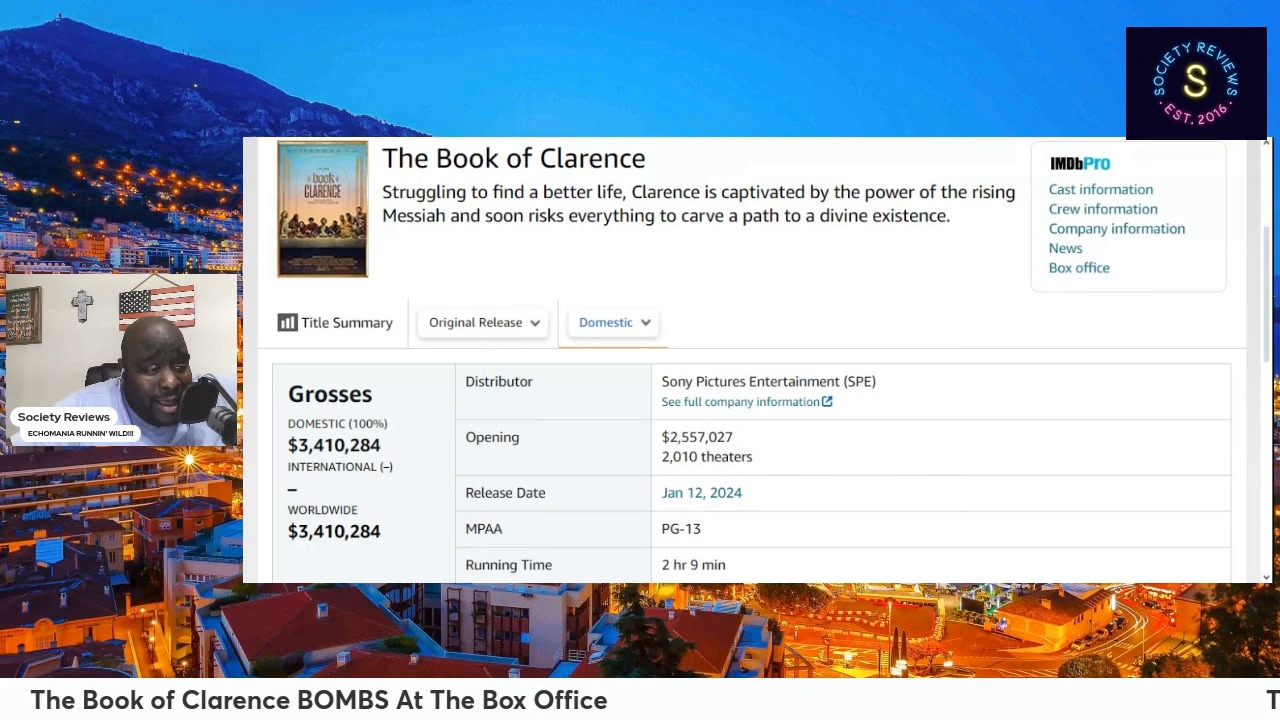 SOCIETY REVIEWS
S
· EST. 2016 ·
The Book of Clarence
Struggling to find a better life, Clarence is captivated by the power of the rising
Messiah and soon risks everything to carve a path to a divine existence.
the book of
CLARENCE
IMDbPro
Cast information
Crew information
Company information
News
Box office
Title Summary
Original Release
Domestic
Grosses
DOMESTIC (100%)
$3,410,284
INTERNATIONAL (–)
–
WORLDWIDE
$3,410,284
Distributor
Sony Pictures Entertainment (SPE)
See full company information
Opening
$2,557,027
2,010 theaters
Release Date
Jan 12, 2024
MPAA
PG-13
Running Time
2 hr 9 min
Society Reviews
ECHOMANIA RUNNIN' WILD!!!
The Book of Clarence BOMBS At The Box Office
T